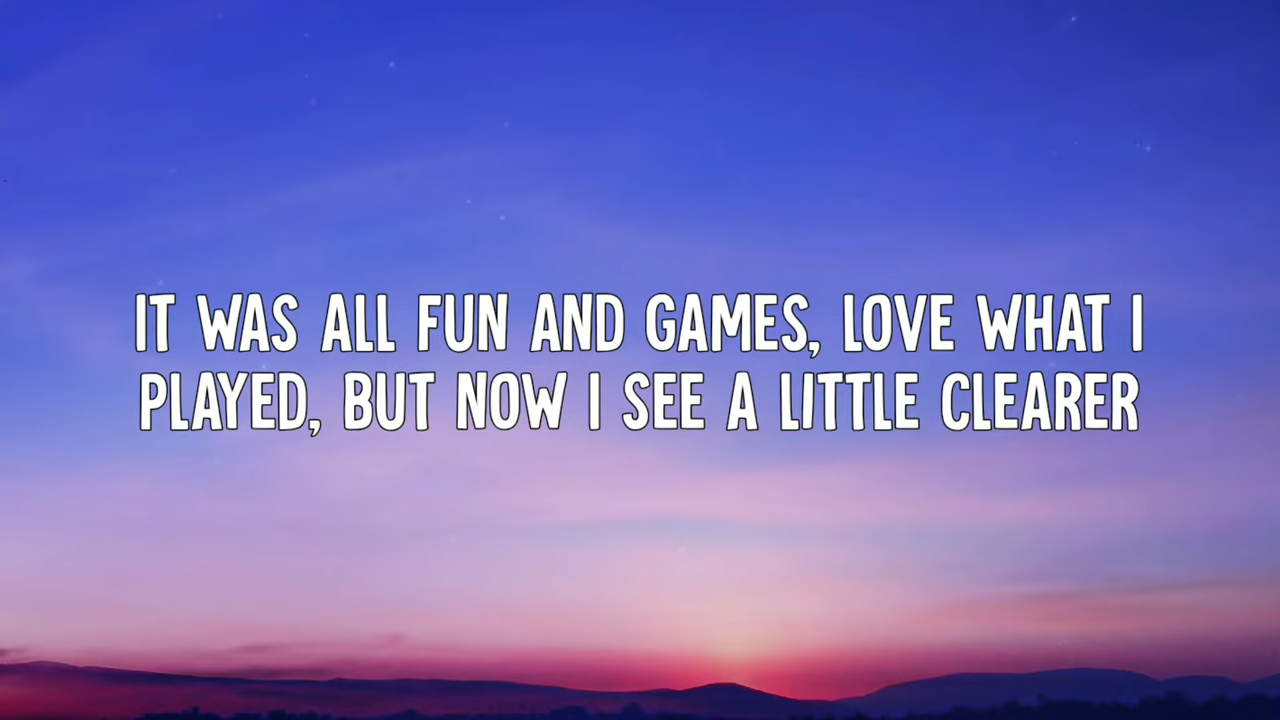 IT WAS ALL FUN AND GAMES, LOVE WHAT I
PLAYED, BUT NOW I SEE A LITTLE CLEARER